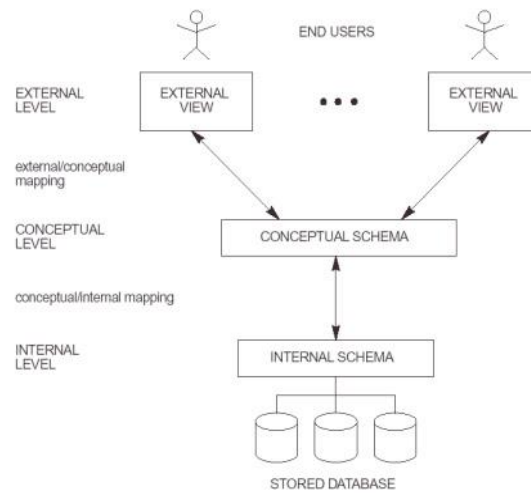 END USERS
EXTERNAL
LEVEL
EXTERNAL
VIEW
EXTERNAL
VIEW
external/conceptual
mapping
CONCEPTUAL
LEVEL
CONCEPTUAL SCHEMA
conceptual/internal mapping
INTERNAL
LEVEL
INTERNAL SCHEMA
STORED DATABASE